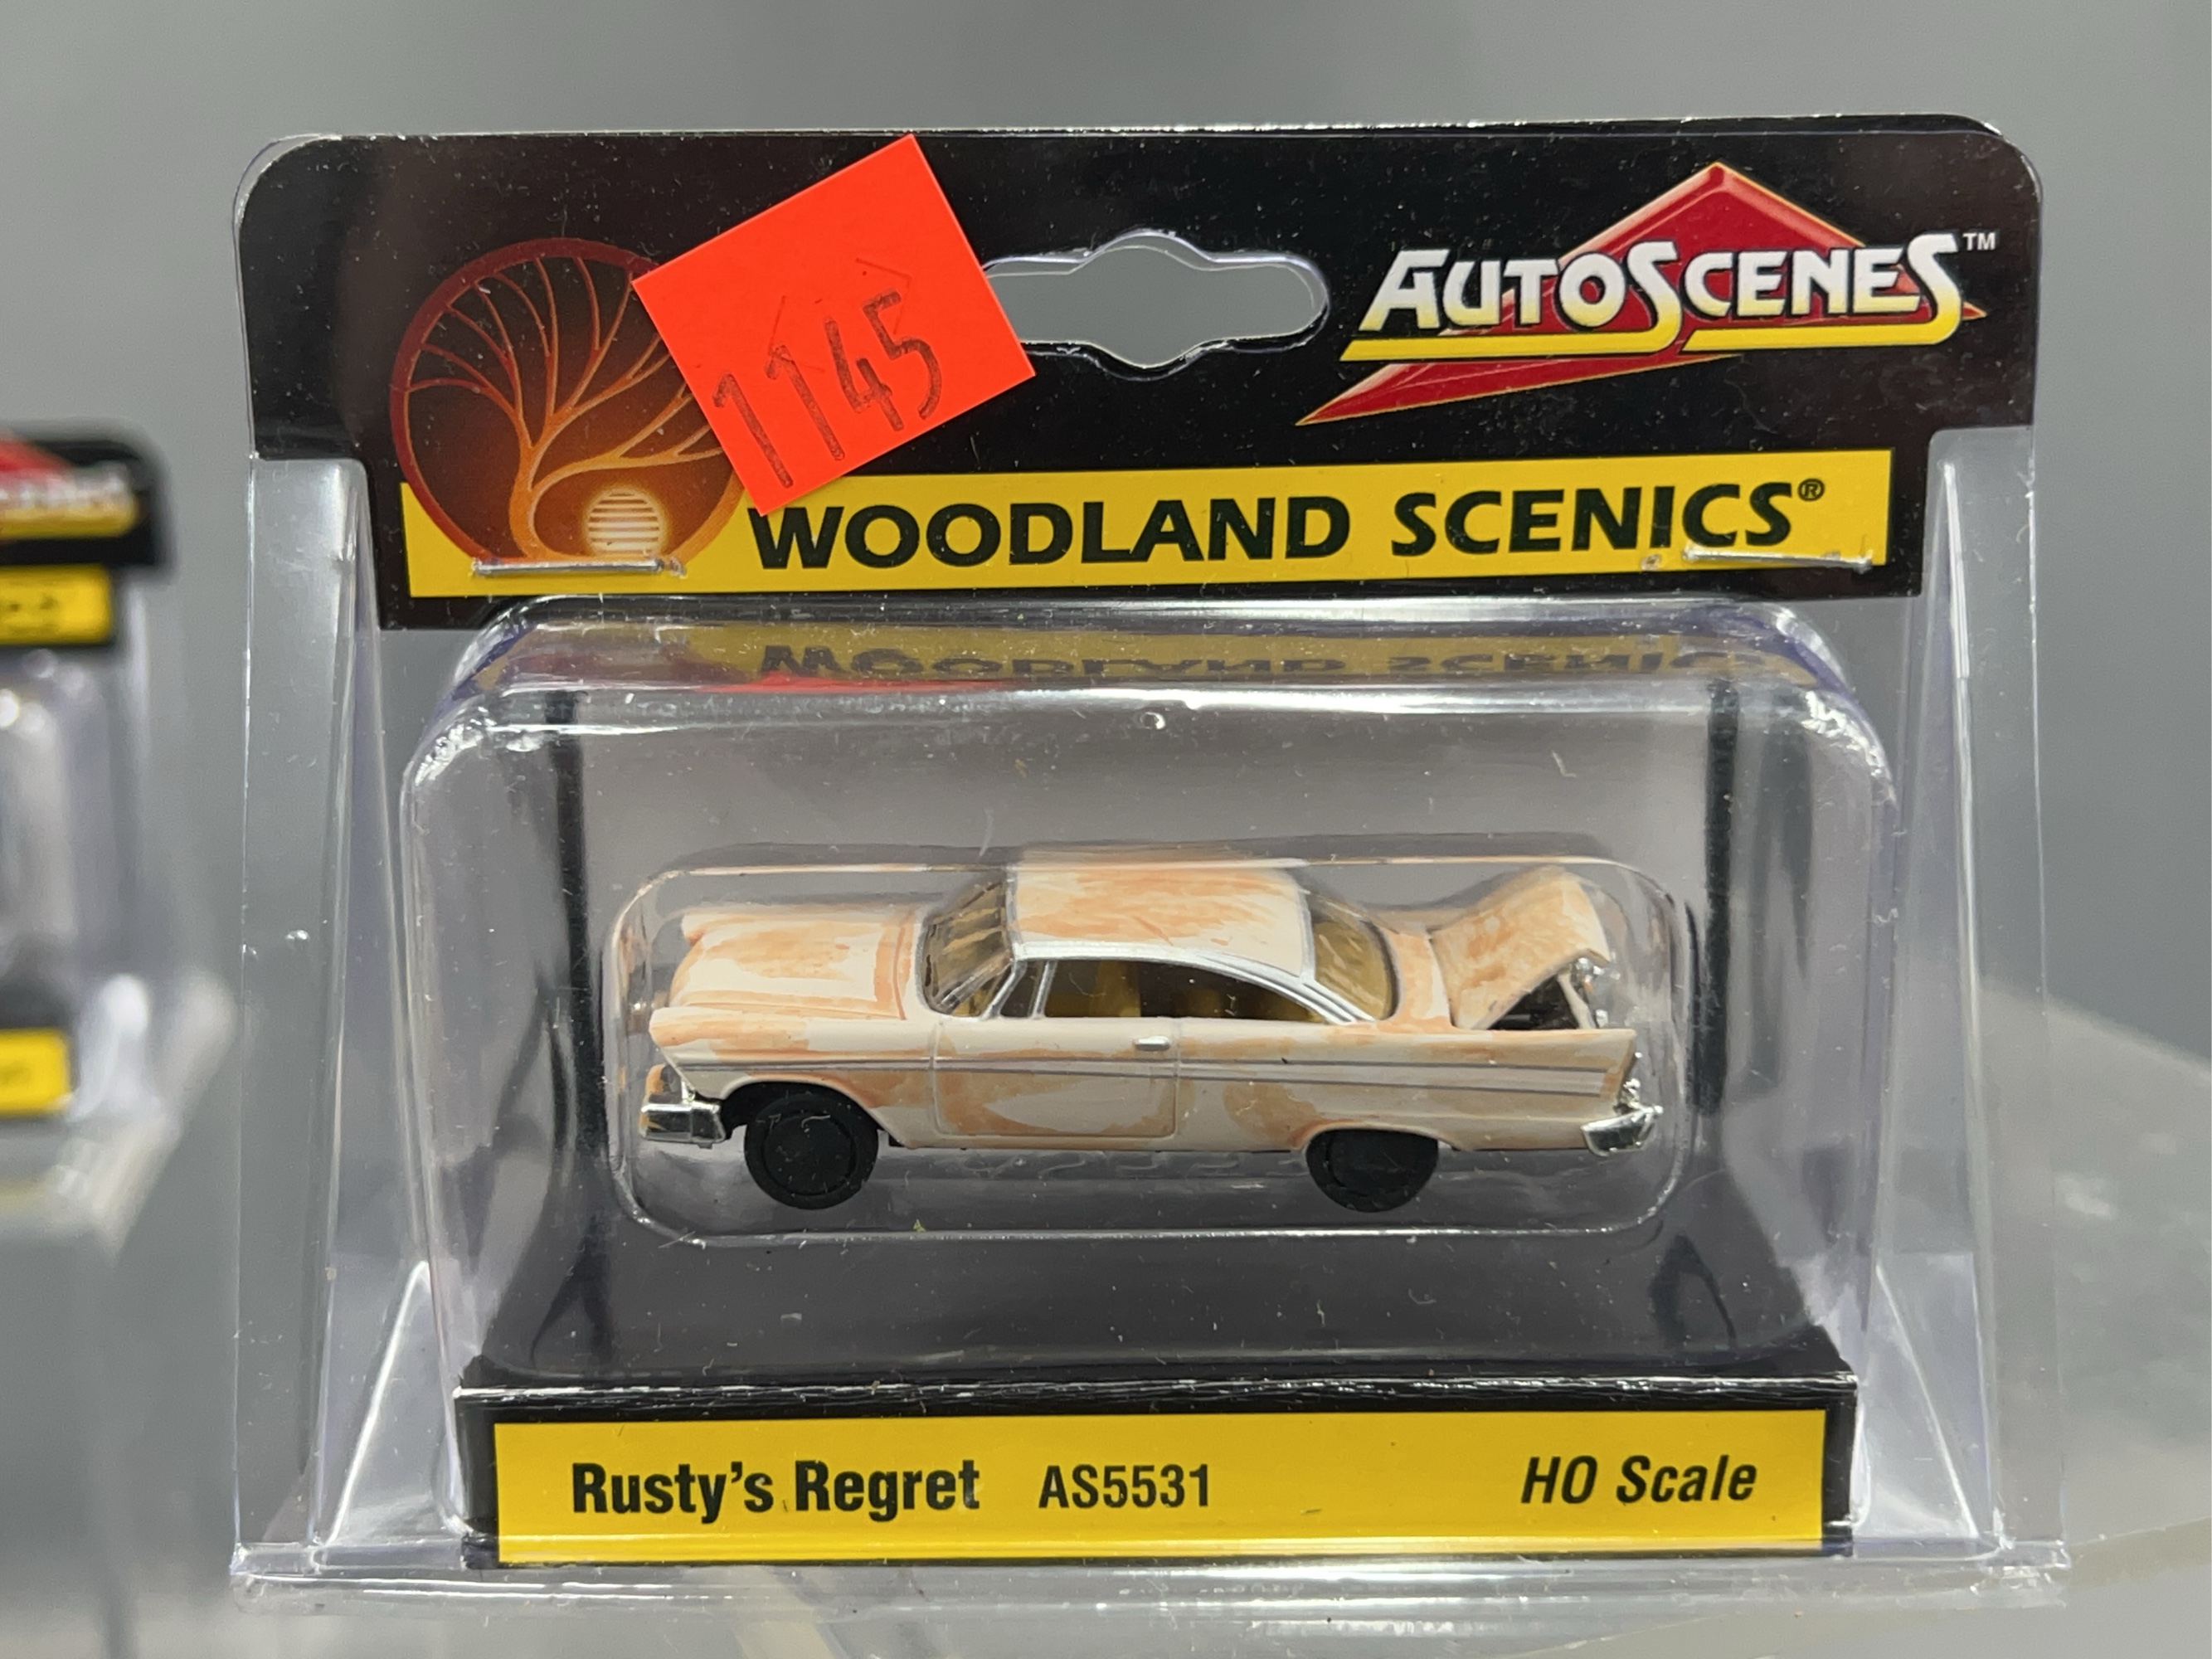 1145
AUTOSCENES™
WOODLAND SCENICS®
Rusty's Regret AS5531 HO Scale